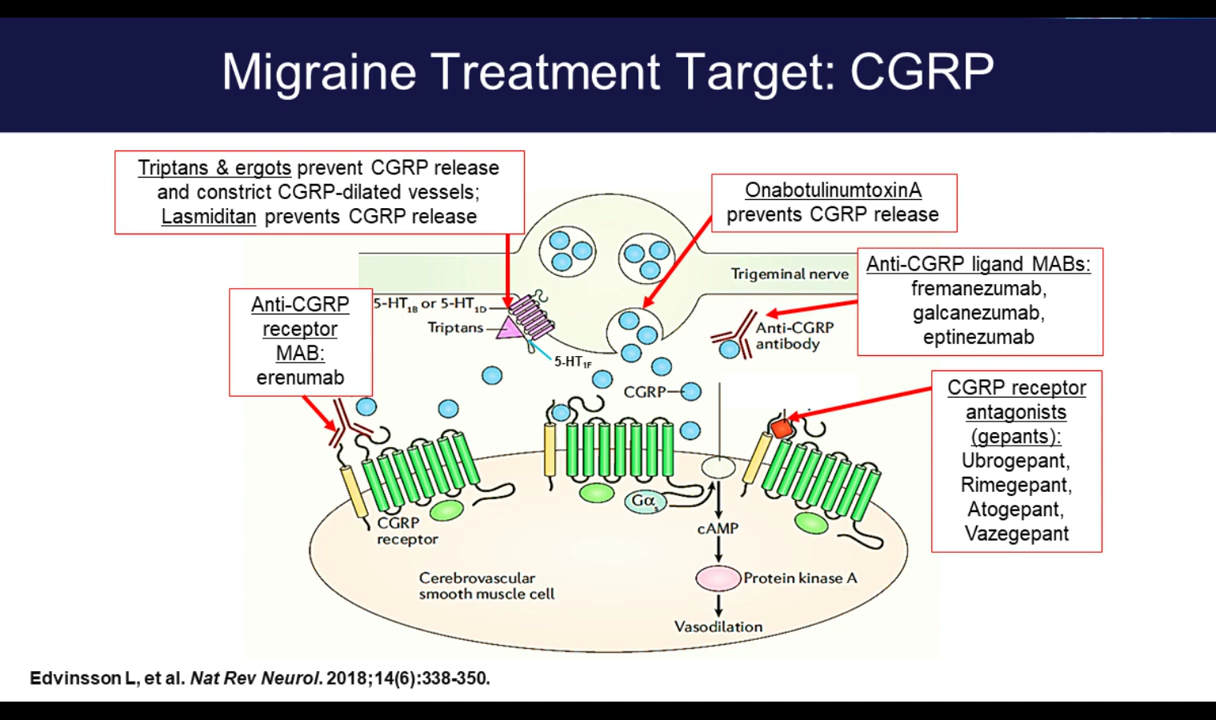 Migraine Treatment Target: CGRP
Triptans & ergots prevent CGRP release
and constrict CGRP-dilated vessels;
Lasmiditan prevents CGRP release
OnabotulinumtoxinA
prevents CGRP release
Anti-CGRP ligand MABs:
fremanezumab,
galcanezumab,
eptinezumab
Anti-CGRP
receptor
MAB:
erenumab
CGRP receptor
antagonists
(gepants):
Ubrogepant,
Rimegepant,
Atogepant,
Vazegepant
Trigeminal nerve
5-HT1B or 5-HT1D
Triptans
5-HT1F
Anti-CGRP
antibody
CGRP
CGRP
receptor
Gαs
cAMP
Protein kinase A
Vasodilation
Cerebrovascular
smooth muscle cell
Edvinsson L, et al. Nat Rev Neurol. 2018;14(6):338-350.